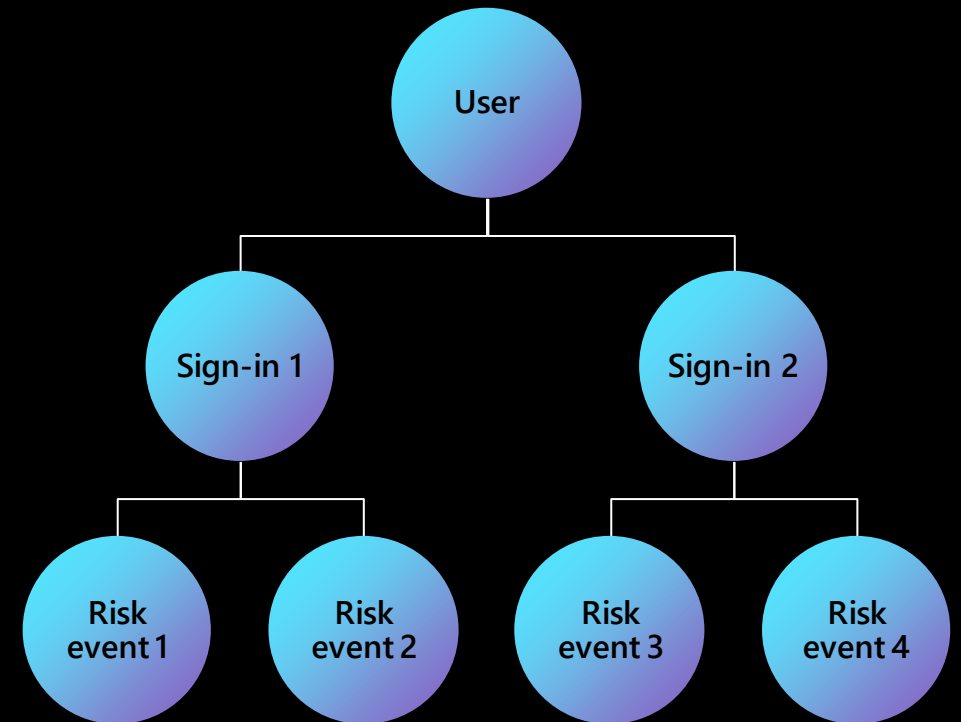 User
Sign-in 1
Sign-in 2
Risk
event 1
Risk
event 2
Risk
event 3
Risk
event 4